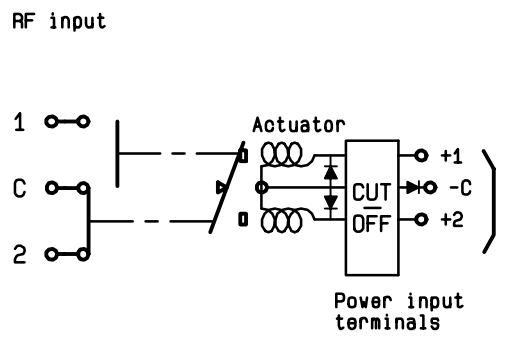 RF input
1
Actuator
+1
C
CUT
OFF
-C
2
+2
Power input
terminals